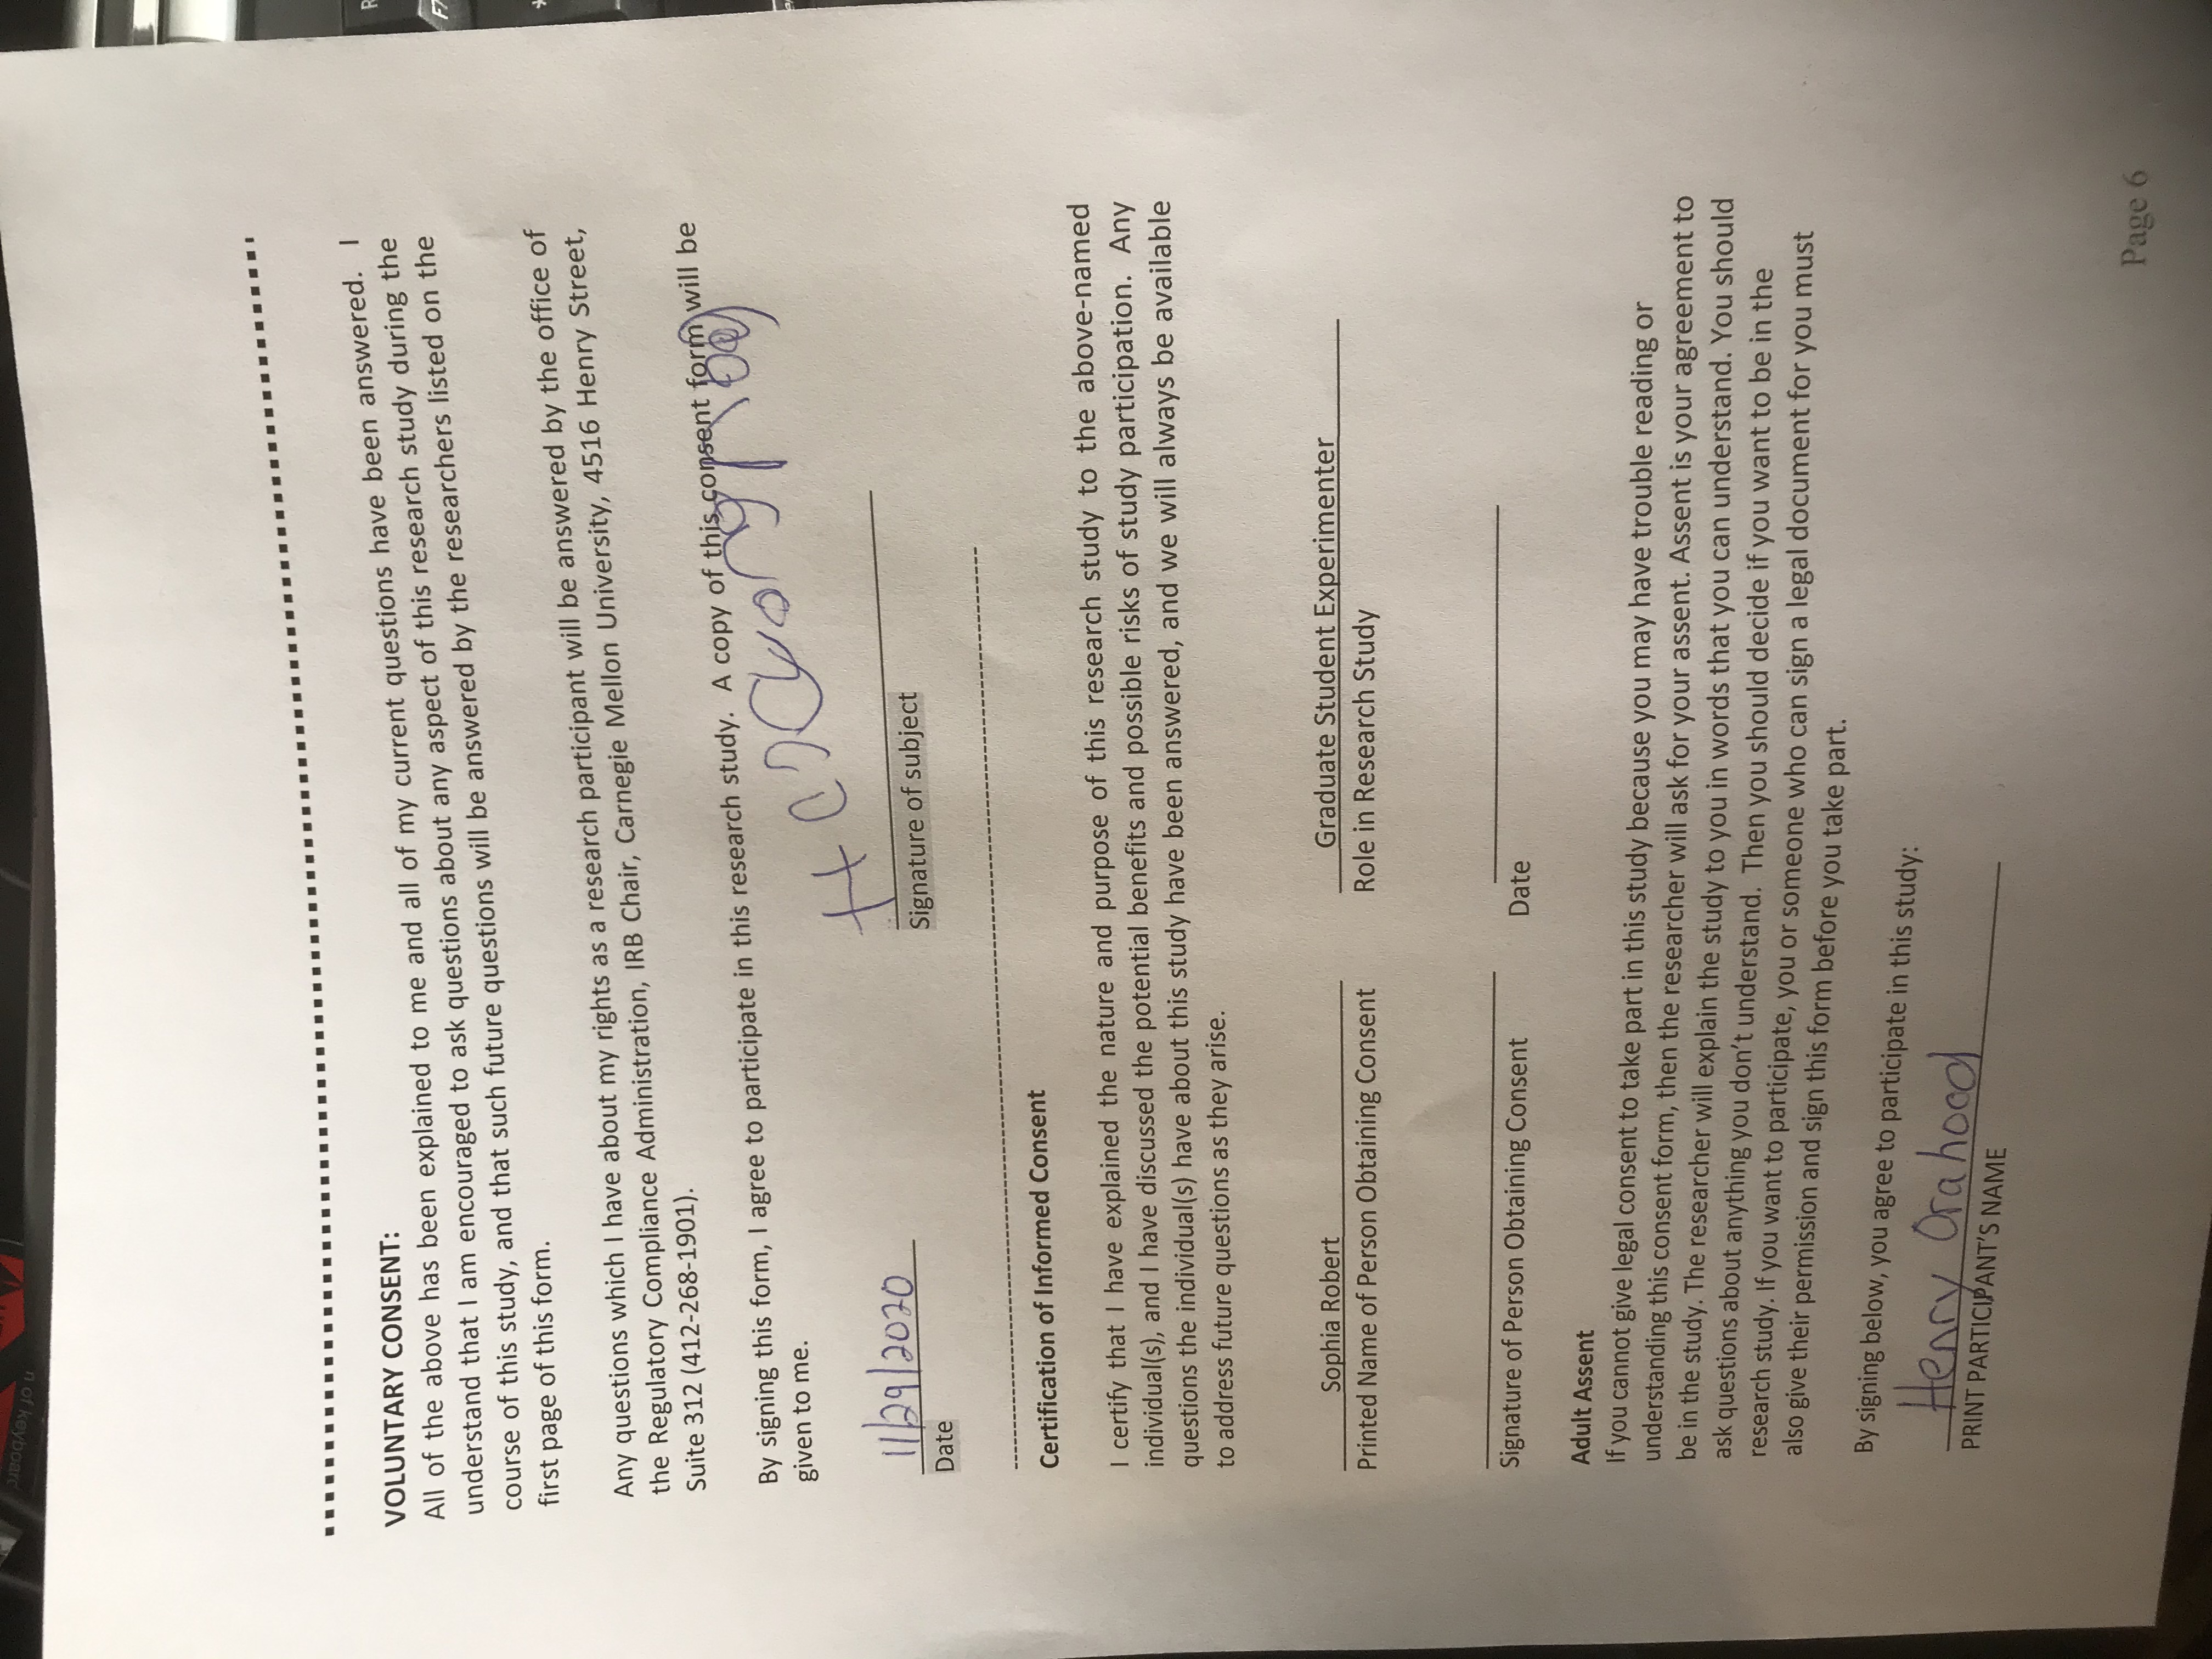 n of keyboard
VOLUNTARY CONSENT:
All of the above has been explained to me and all of my current questions have been answered. I
understand that I am encouraged to ask questions about any aspect of this research study during the
course of this study, and that such future questions will be answered by the researchers listed on the
first page of this form.
Any questions which I have about my rights as a research participant will be answered by the office of
the Regulatory Compliance Administration, IRB Chair, Carnegie Mellon University, 4516 Henry Street,
Suite 312 (412-268-1901).
By signing this form, I agree to participate in this research study. A copy of this consent form will be
given to me.
11/29/2020
Date
Signature of subject
Certification of Informed Consent
I certify that I have explained the nature and purpose of this research study to the above-named
individual(s), and I have discussed the potential benefits and possible risks of study participation. Any
questions the individual(s) have about this study have been answered, and we will always be available
to address future questions as they arise.
Sophia Robert Graduate Student Experimenter
Printed Name of Person Obtaining Consent Role in Research Study
Signature of Person Obtaining Consent Date
Adult Assent
If you cannot give legal consent to take part in this study because you may have trouble reading or
understanding this consent form, then the researcher will ask for your assent. Assent is your agreement to
be in the study. The researcher will explain the study to you in words that you can understand. You should
ask questions about anything you don't understand. Then you should decide if you want to be in the
research study. If you want to participate, you or someone who can sign a legal document for you must
also give their permission and sign this form before you take part.
By signing below, you agree to participate in this study:
Henry Orahood
PRINT PARTICIPANT'S NAME
Page 6
F7